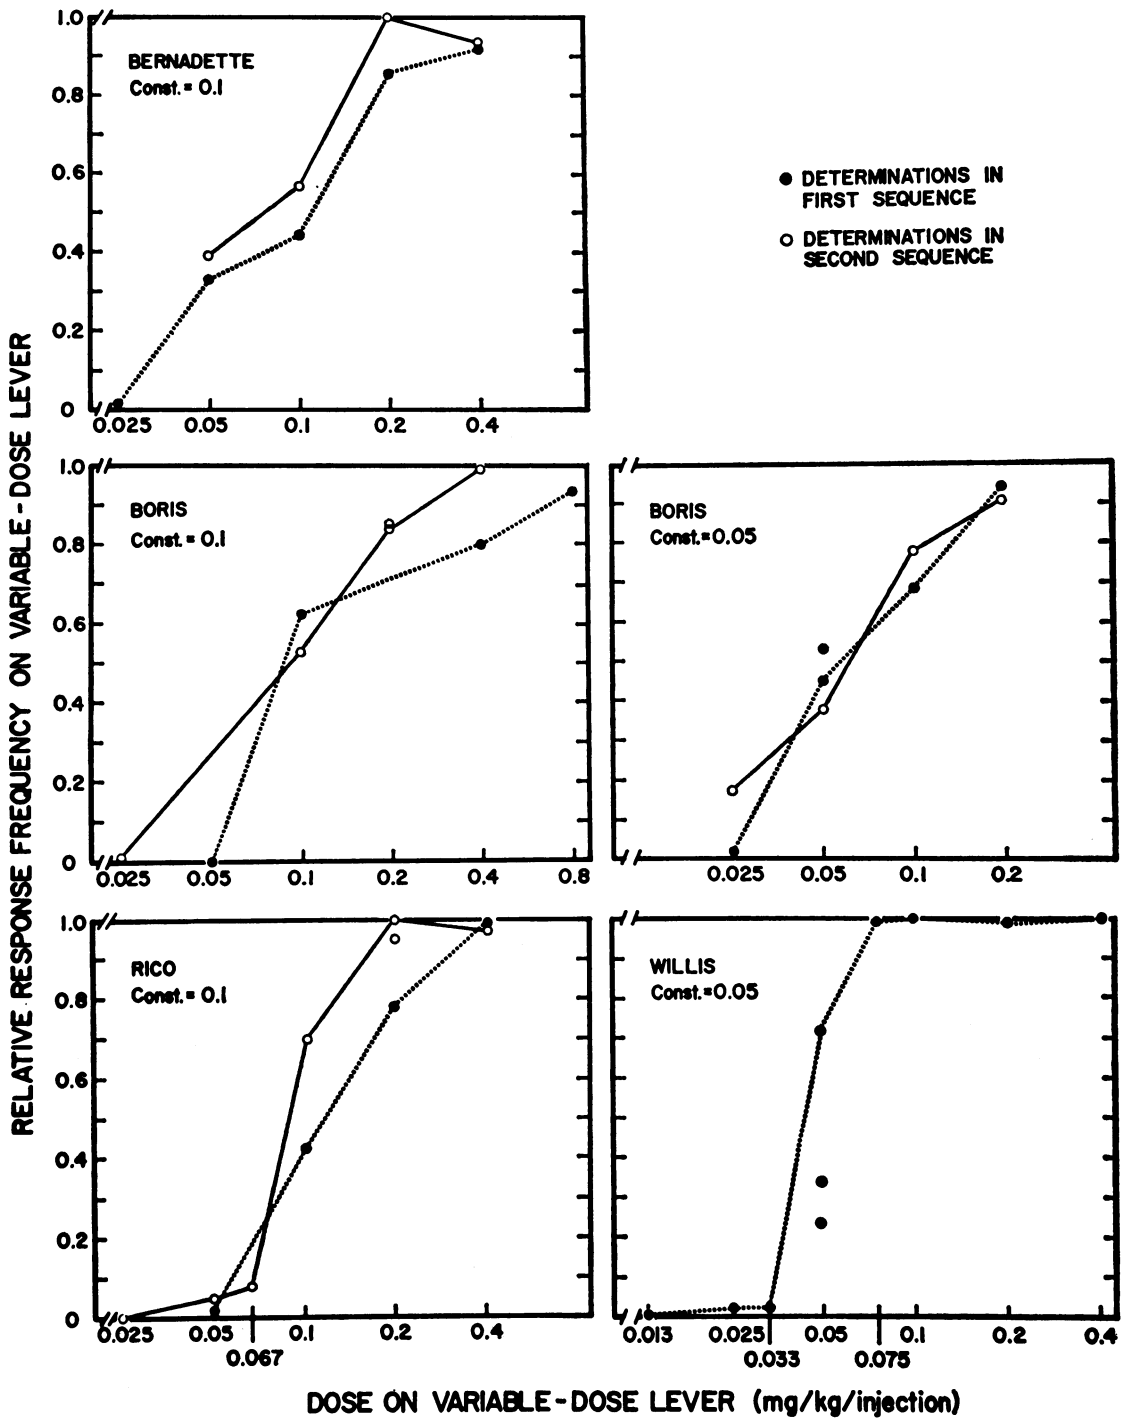 1.0
BERNADETTE
Const.= 0.1
0.8
0.6
0.4
0.2
0
0.025 0.05 0.1 0.2 0.4
● DETERMINATIONS IN
FIRST SEQUENCE
○ DETERMINATIONS IN
SECOND SEQUENCE
RELATIVE RESPONSE FREQUENCY ON VARIABLE-DOSE LEVER
1.0
BORIS
Const.= 0.1
0.8
0.6
0.4
0.2
0
0.025 0.05 0.1 0.2 0.4 0.8
BORIS
Const.=0.05
0.025 0.05 0.1 0.2
1.0
RICO
Const.= 0.1
0.8
0.6
0.4
0.2
0
0.025 0.05 0.1 0.2 0.4
0.067
WILLIS
Const.=0.05
0.013 0.025 0.05 0.1 0.2 0.4
0.033 0.075
DOSE ON VARIABLE-DOSE LEVER (mg/kg/injection)